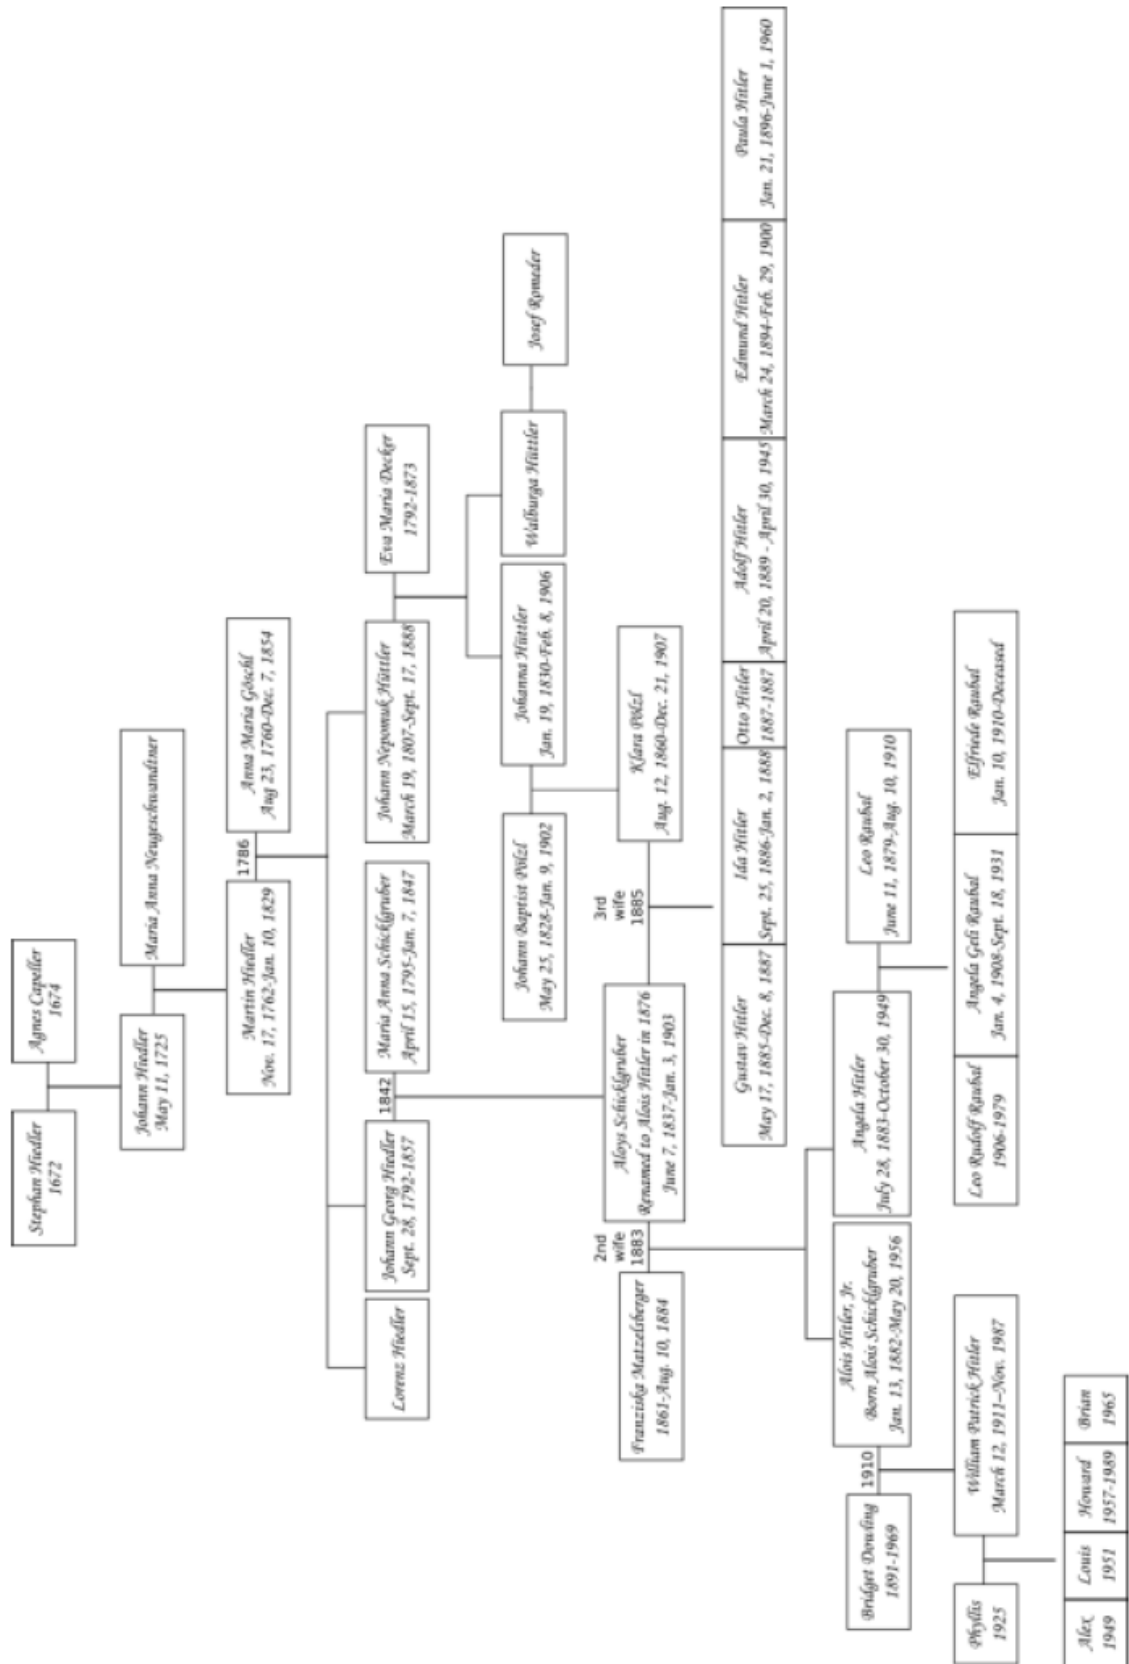 Stephan Hiedler
1672
Agnes Capeller
1674
Johann Hiedler
May 11, 1725
Maria Anna Neugeschwandtner
Martin Hiedler
Nov. 17, 1762-Jan. 10, 1829
1786
Anna Maria Göschl
Aug 23, 1760-Dec. 7, 1854
Lorenz Hiedler
Johann Georg Hiedler
Sept. 28, 1792-1857
1842
Maria Anna Schicklgruber
April 15, 1795-Jan. 7, 1847
Johann Nepomuk Hüttler
March 19, 1807-Sept. 17, 1888
Eva Maria Decker
1792-1873
Johann Baptist Pölzl
May 25, 1828-Jan. 9, 1902
Johanna Hüttler
Jan. 19, 1830-Feb. 8, 1906
Walburga Hüttler
Josef Romeder
Franziska Matzelsberger
1861-Aug. 10, 1884
2nd
wife
1883
Aloys Schicklgruber
Renamed to Alois Hitler in 1876
June 7, 1837-Jan. 3, 1903
3rd
wife
1885
Klara Pölzl
Aug. 12, 1860-Dec. 21, 1907
Gustav Hitler
May 17, 1885-Dec. 8, 1887
Ida Hitler
Sept. 25, 1886-Jan. 2, 1888
Otto Hitler
1887-1887
Adolf Hitler
April 20, 1889 - April 30, 1945
Edmund Hitler
March 24, 1894-Feb. 29, 1900
Paula Hitler
Jan. 21, 1896-June 1, 1960
Bridget Dowling
1891-1969
1910
Alois Hitler, Jr.
Born Alois Schicklgruber
Jan. 13, 1882-May 20, 1956
Angela Hitler
July 28, 1883-October 30, 1949
Leo Raubal
June 11, 1879-Aug. 10, 1910
Phyllis
1925
William Patrick Hitler
March 12, 1911–Nov. 1987
Leo Rudolf Raubal
1906-1979
Angela Geli Raubal
Jan. 4, 1908-Sept. 18, 1931
Elfriede Raubal
Jan. 10, 1910-Deceased
Alex
1949
Louis
1951
Howard
1957-1989
Brian
1965